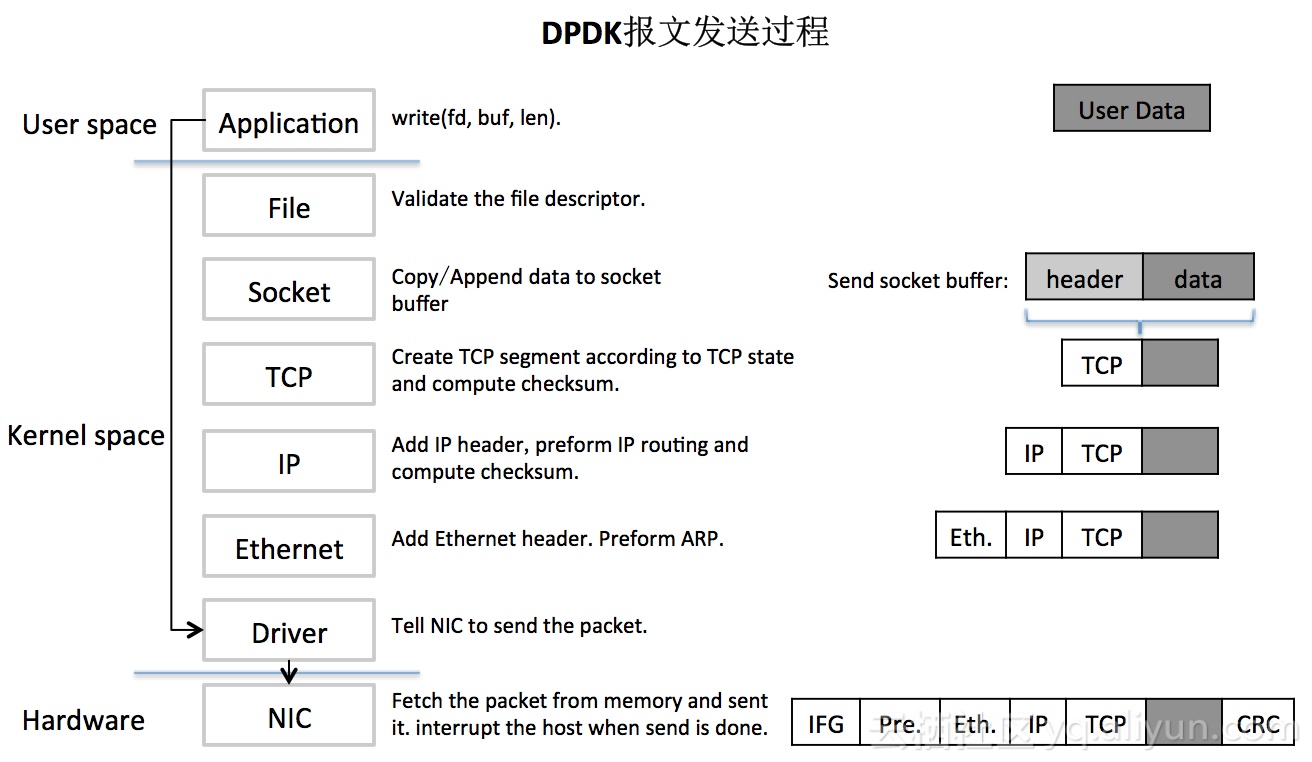 DPDK报文发送过程
User space
Application
write(fd, buf, len).
User Data
File
Validate the file descriptor.
Socket
Copy/Append data to socket
buffer
Send socket buffer:
header
data
TCP
Create TCP segment according to TCP state
and compute checksum.
TCP
Kernel space
IP
Add IP header, preform IP routing and
compute checksum.
IP
TCP
Ethernet
Add Ethernet header. Preform ARP.
Eth.
IP
TCP
Driver
Tell NIC to send the packet.
Hardware
NIC
Fetch the packet from memory and sent
it. interrupt the host when send is done.
IFG
Pre.
Eth.
IP
TCP
CRC
云栖社区 yq.aliyun.com